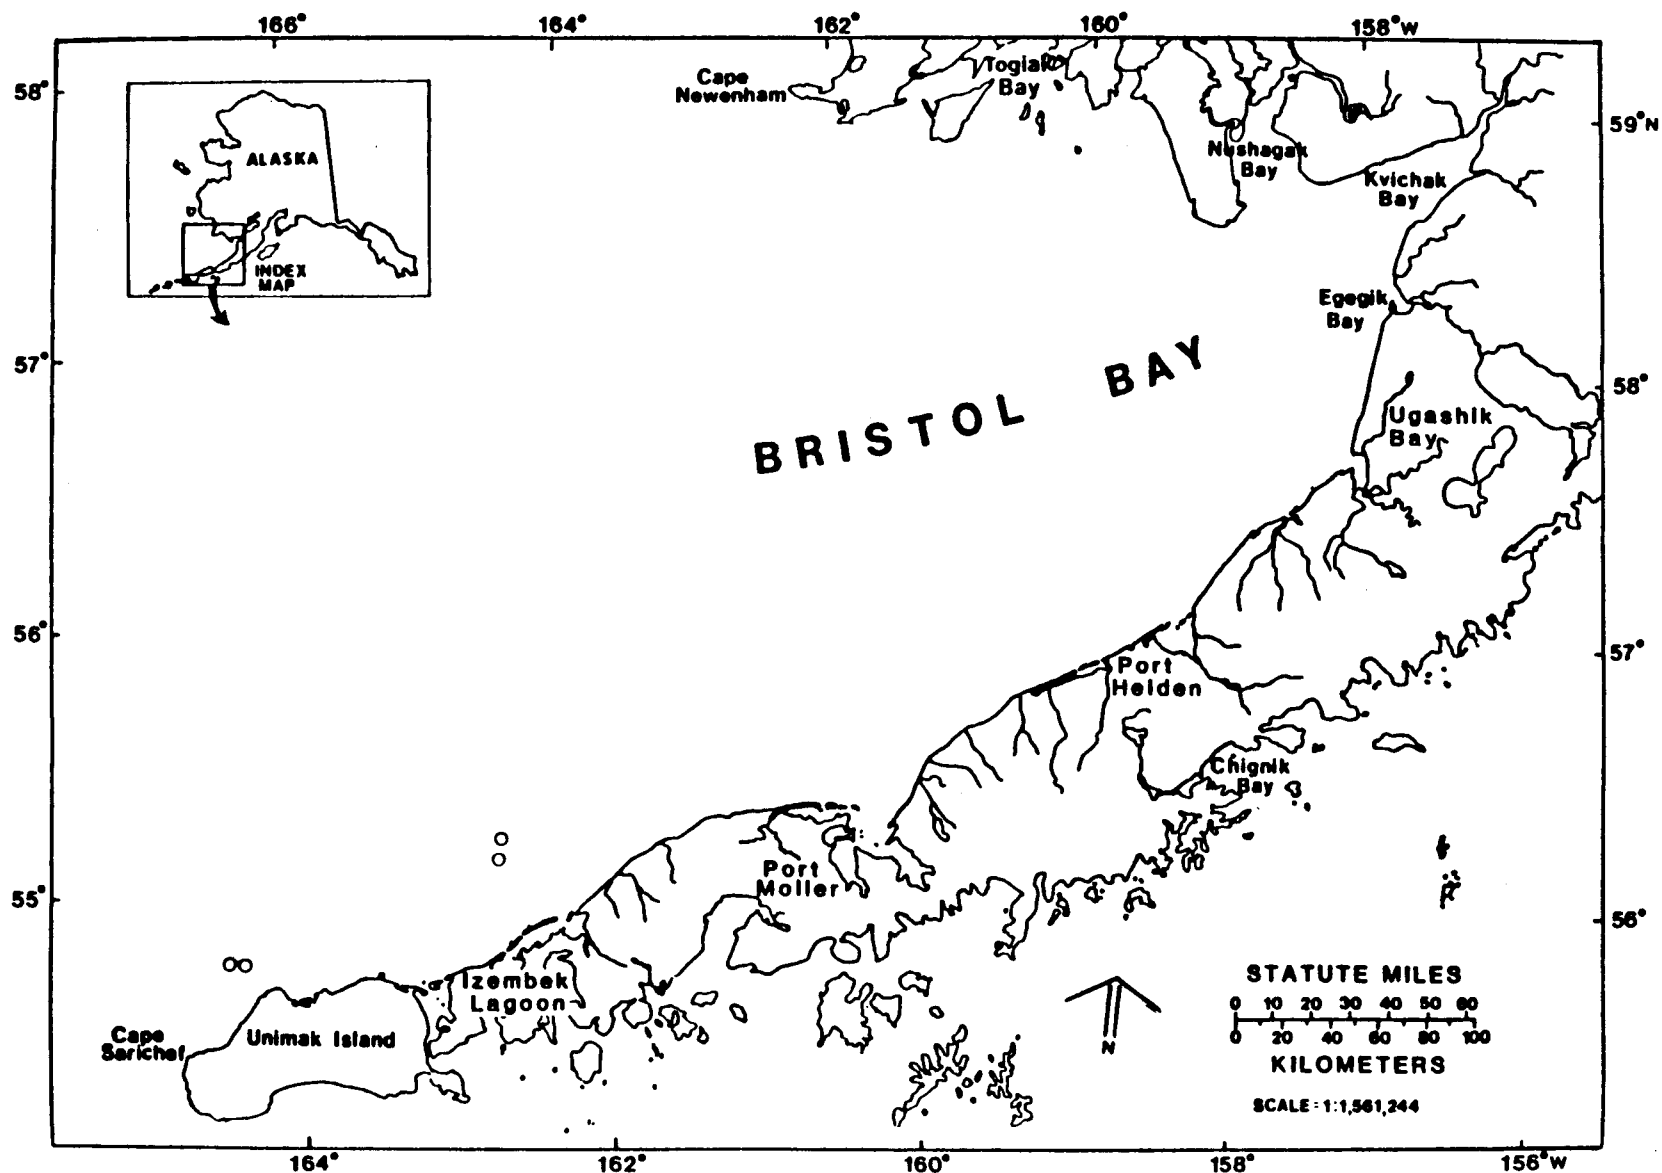 166° 164° 162° 160° 158°W
58°
57°
56°
55°
59°N
58°
57°
56°
164° 162° 160° 158° 156°W
ALASKA
INDEX
MAP
Cape
Newenham
Togiak
Bay
Nushagak
Bay
Kvichak
Bay
Egegik
Bay
Ugashik
Bay
BRISTOL BAY
Port
Heiden
Chignik
Bay
Port
Moller
Izembek
Lagoon
Unimak Island
Cape
Sarichef
N
STATUTE MILES
0 10 20 30 40 50 60
0 20 40 60 80 100
KILOMETERS
SCALE = 1:1,561,244